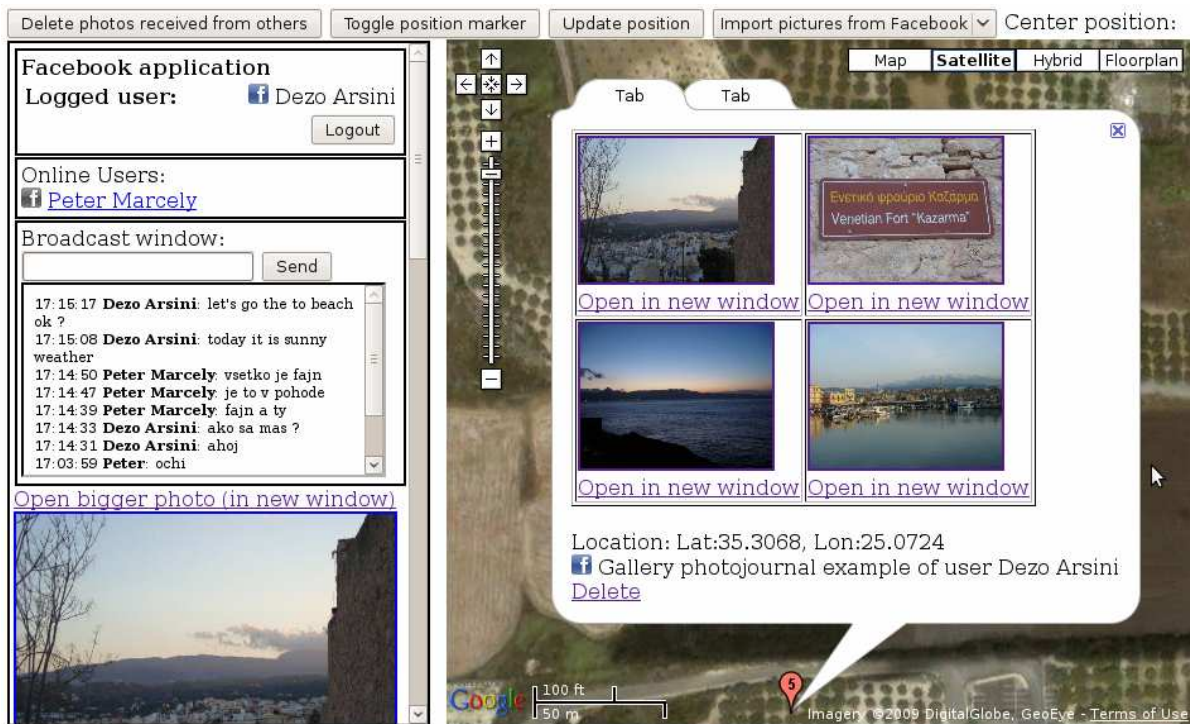 Delete photos received from others
Toggle position marker
Update position
Import pictures from Facebook
Center position:
Facebook application
Logged user:
Dezo Arsini
Logout
Online Users:
Peter Marcely
Broadcast window:
Send
17:15:17 Dezo Arsini: let's go the to beach
ok ?
17:15:08 Dezo Arsini: today it is sunny
weather
17:14:50 Peter Marcely: vsetko je fajn
17:14:47 Peter Marcely: je to v pohode
17:14:39 Peter Marcely: fajn a ty
17:14:33 Dezo Arsini: ako sa mas ?
17:14:31 Dezo Arsini: ahoj
17:03:59 Peter: ochi
Open bigger photo (in new window)
Map
Satellite
Hybrid
Floorplan
Tab
Tab
Ενετικό φρούριο Καζάρμα
Venetian Fort "Kazarma"
Open in new window
Open in new window
Open in new window
Open in new window
Location: Lat:35.3068, Lon:25.0724
Gallery photojournal example of user Dezo Arsini
Delete
5
Google
100 ft
50 m
Imagery ©2009 DigitalGlobe, GeoEye - Terms of Use